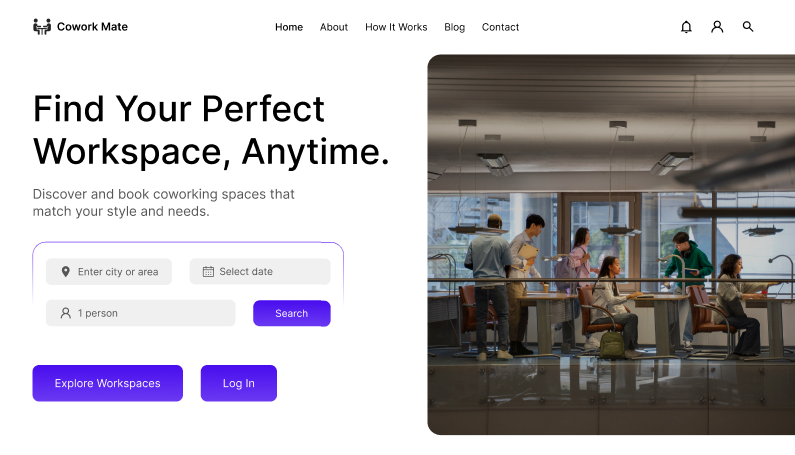 Cowork Mate
Home
About
How It Works
Blog
Contact
Find Your Perfect
Workspace, Anytime.
Discover and book coworking spaces that
match your style and needs.
Enter city or area
Select date
1 person
Search
Explore Workspaces
Log In